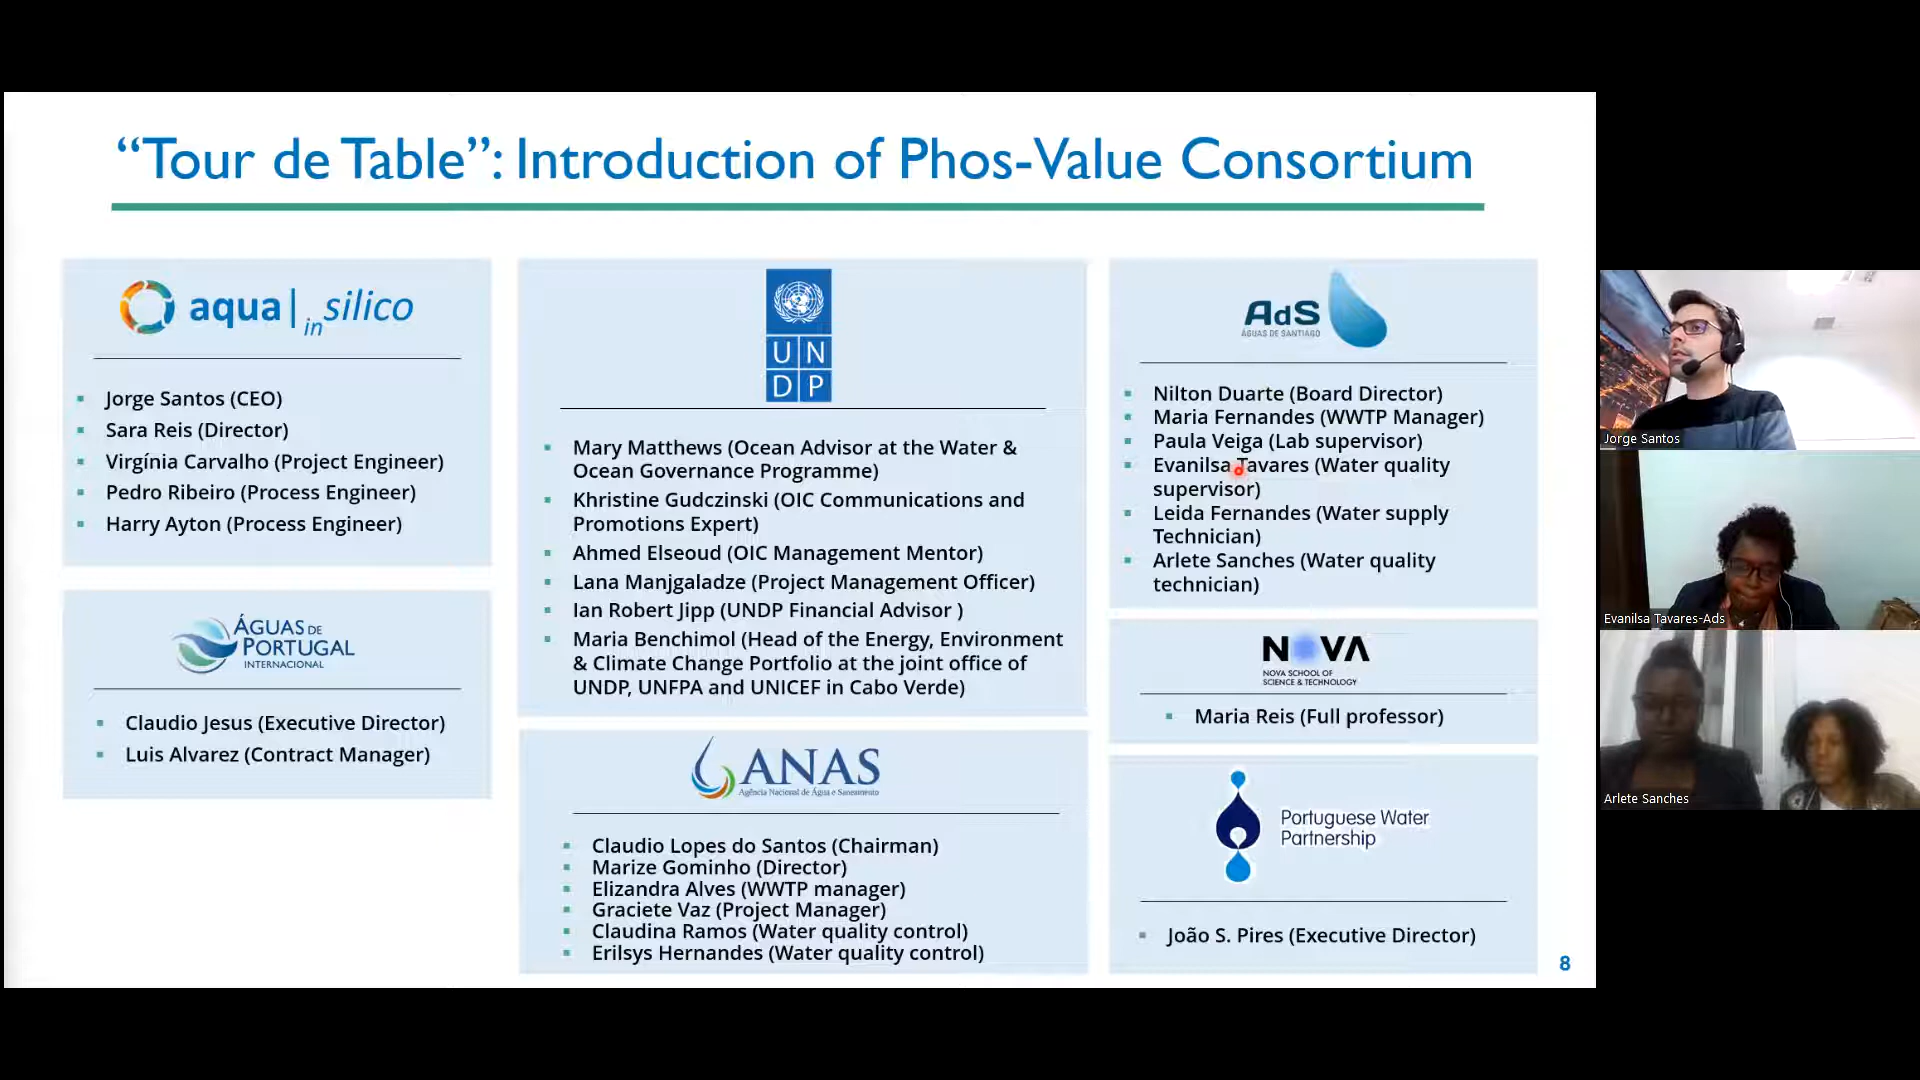 “Tour de Table”: Introduction of Phos-Value Consortium
aqua|in silico
Jorge Santos (CEO)
Sara Reis (Director)
Virgínia Carvalho (Project Engineer)
Pedro Ribeiro (Process Engineer)
Harry Ayton (Process Engineer)
ÁGUAS DE
PORTUGAL
INTERNACIONAL
Claudio Jesus (Executive Director)
Luis Alvarez (Contract Manager)
U N
D P
Mary Matthews (Ocean Advisor at the Water &
Ocean Governance Programme)
Khristine Gudczinski (OIC Communications and
Promotions Expert)
Ahmed Elseoud (OIC Management Mentor)
Lana Manjgaladze (Project Management Officer)
Ian Robert Jipp (UNDP Financial Advisor )
Maria Benchimol (Head of the Energy, Environment
& Climate Change Portfolio at the joint office of
UNDP, UNFPA and UNICEF in Cabo Verde)
ANAS
Agência Nacional de Água e Saneamento
Claudio Lopes do Santos (Chairman)
Marize Gominho (Director)
Elizandra Alves (WWTP manager)
Graciete Vaz (Project Manager)
Claudina Ramos (Water quality control)
Erilsys Hernandes (Water quality control)
AdS
ÁGUAS DE SANTIAGO
Nilton Duarte (Board Director)
Maria Fernandes (WWTP Manager)
Paula Veiga (Lab supervisor)
Evanilsa Tavares (Water quality
supervisor)
Leida Fernandes (Water supply
Technician)
Arlete Sanches (Water quality
technician)
NOVA
NOVA SCHOOL OF
SCIENCE & TECHNOLOGY
Maria Reis (Full professor)
Portuguese Water
Partnership
João S. Pires (Executive Director)
8
Jorge Santos
Evanilsa Tavares-Ads
Arlete Sanches